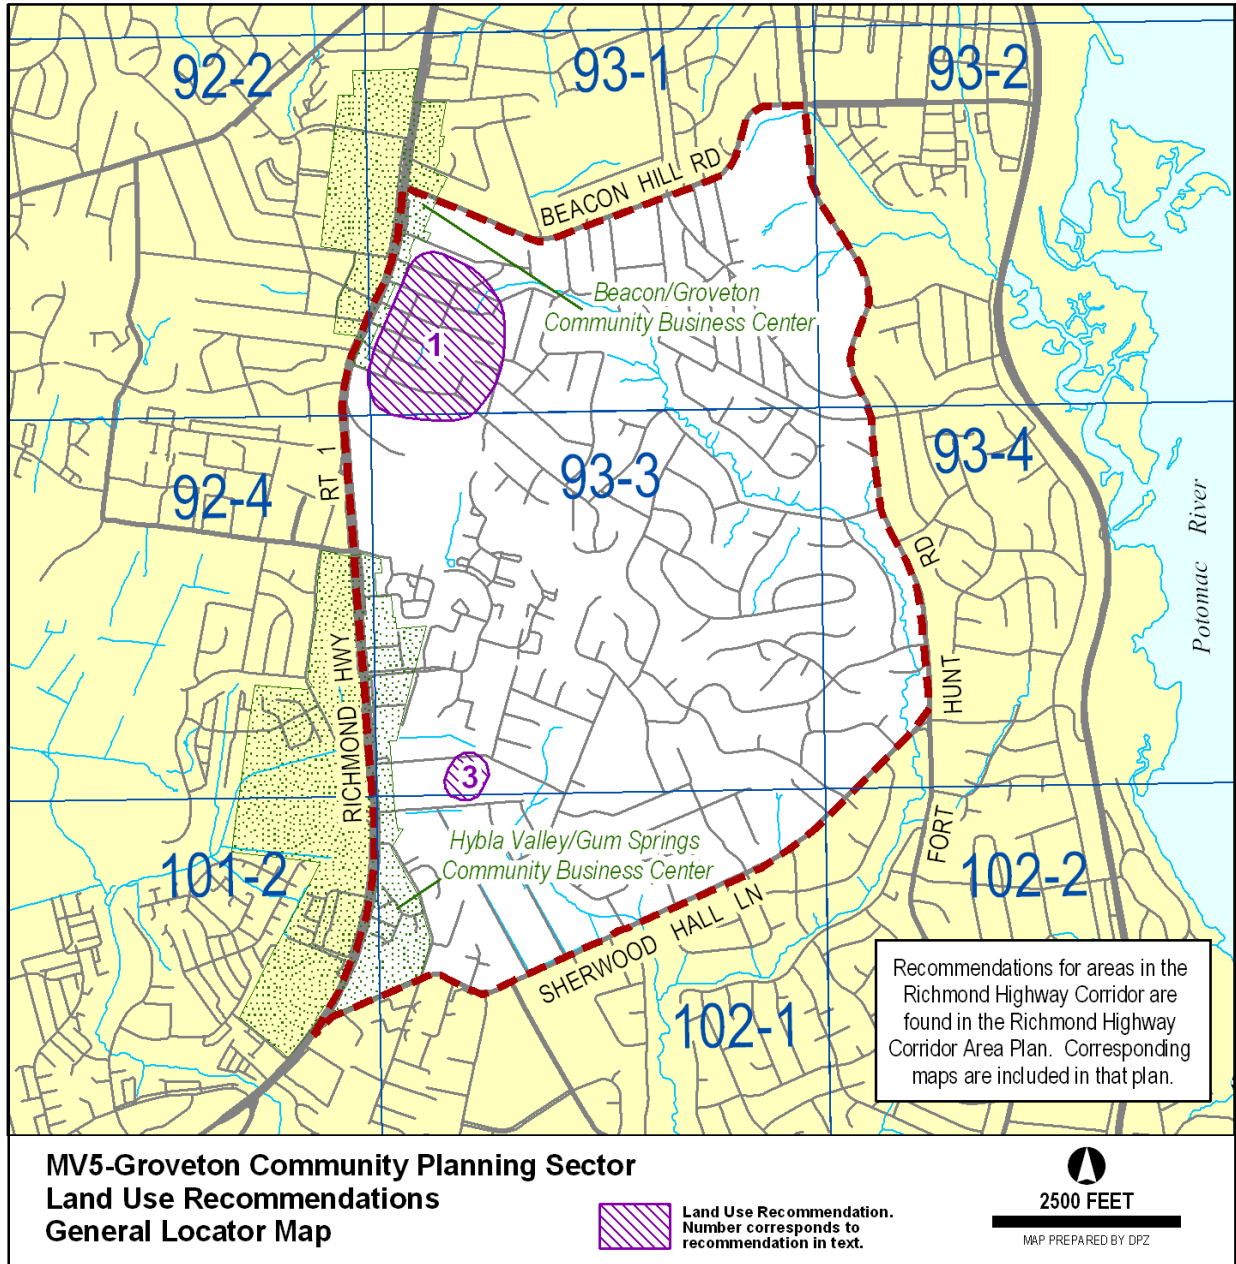 92-2
93-1
93-2
BEACON HILL RD
Beacon/Groveton
Community Business Center
1
RT 1
92-4
93-3
93-4
Potomac River
RD
HUNT
FORT
RICHMOND HWY
3
Hybla Valley/Gum Springs
Community Business Center
101-2
102-2
SHERWOOD HALL LN
102-1
Recommendations for areas in the
Richmond Highway Corridor are
found in the Richmond Highway
Corridor Area Plan. Corresponding
maps are included in that plan.
MV5-Groveton Community Planning Sector
Land Use Recommendations
General Locator Map
Land Use Recommendation.
Number corresponds to
recommendation in text.
2500 FEET
MAP PREPARED BY DPZ